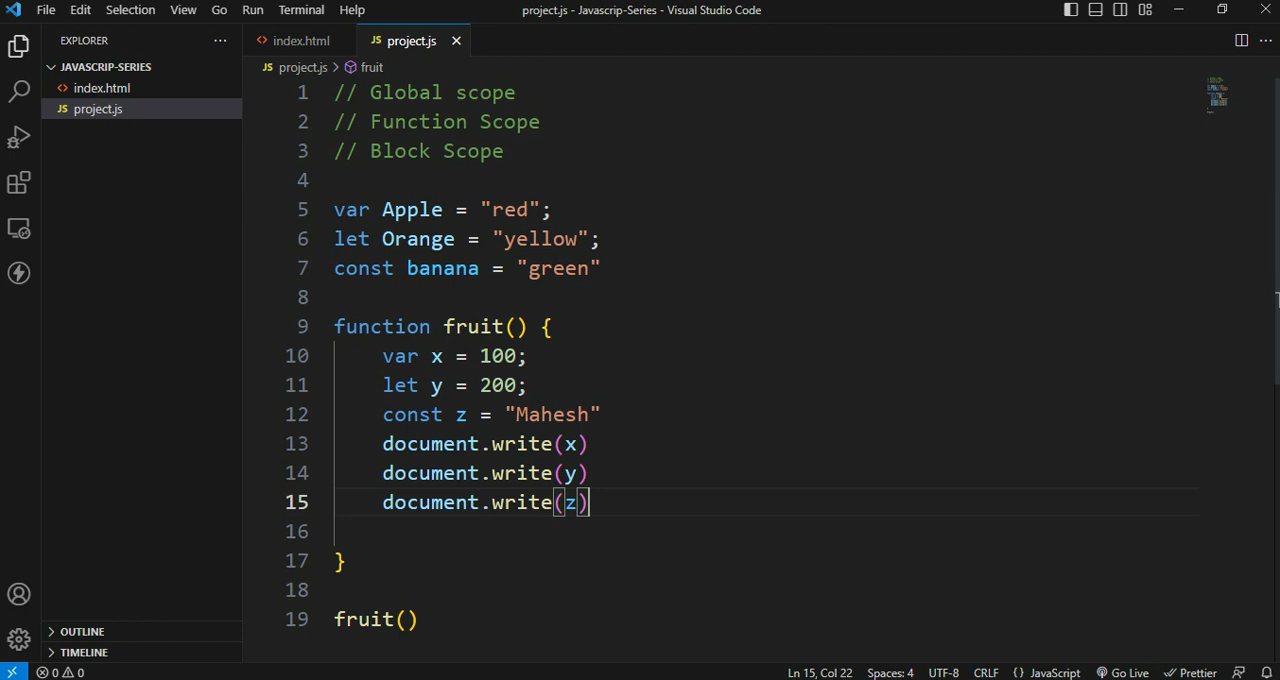 File Edit Selection View Go Run Terminal Help
project.js - Javascrip-Series - Visual Studio Code
EXPLORER
JAVASCRIP-SERIES
index.html
JS project.js
index.html JS project.js
JS project.js > fruit
1 // Global scope
2 // Function Scope
3 // Block Scope
4
5 var Apple = "red";
6 let Orange = "yellow";
7 const banana = "green"
8
9 function fruit() {
10 var x = 100;
11 let y = 200;
12 const z = "Mahesh"
13 document.write(x)
14 document.write(y)
15 document.write(z)
16
17 }
18
19 fruit()
OUTLINE
TIMELINE
0 0 Ln 15, Col 22 Spaces: 4 UTF-8 CRLF {} JavaScript Go Live Prettier